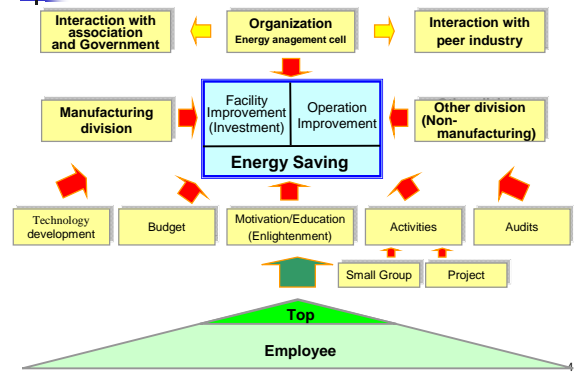 Interaction with
association
and Government
Organization
Energy anagement cell
Interaction with
peer industry
Manufacturing
division
Facility
Improvement
(Investment)
Operation
Improvement
Energy Saving
Other division
(Non-
manufacturing)
Technology
development
Budget
Motivation/Education
(Enlightenment)
Activities
Audits
Small Group
Project
Top
Employee
4